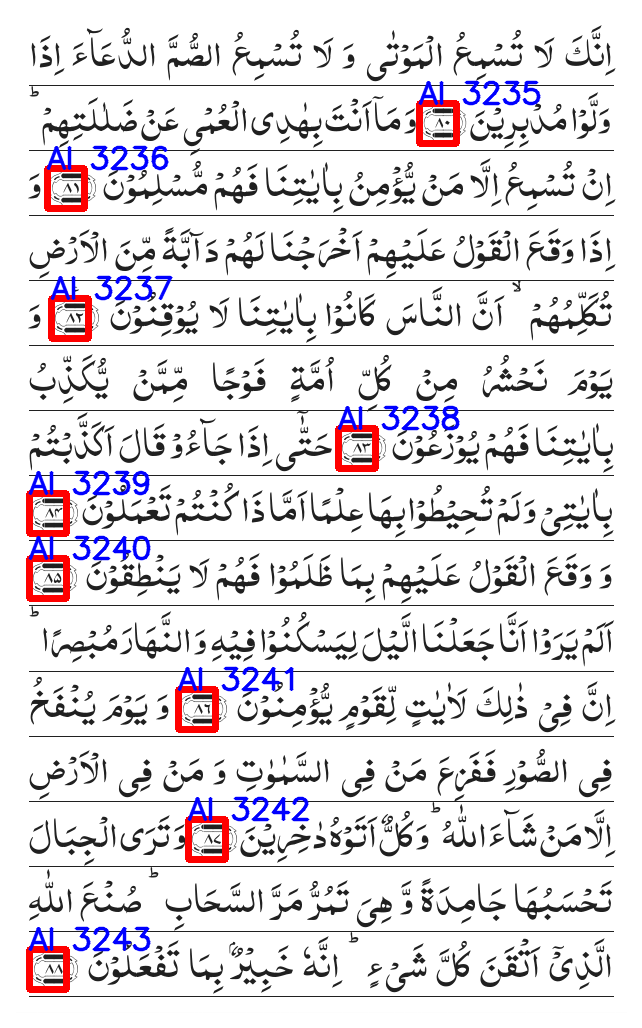 اِنَّكَ لَا تُسْمِعُ الْمَوْتٰى وَ لَا تُسْمِعُ الصُّمَّ الدُّعَآءَ اِذَا
AI 3235
وَلَّوْا مُدْبِرِيْنَ ﴿۸۰﴾ وَ مَاۤ اَنْتَ بِهٰدِى الْعُمْىِ عَنْ ضَلٰلَتِهِمْ ؕ
AI 3236
اِنْ تُسْمِعُ اِلَّا مَنْ يُّؤْمِنُ بِاٰيٰتِنَا فَهُمْ مُّسْلِمُوْنَ ﴿۸۱﴾ وَ
اِذَا وَقَعَ الْقَوْلُ عَلَيْهِمْ اَخْرَجْنَا لَهُمْ دَآبَّةً مِّنَ الْاَرْضِ
AI 3237
تُكَلِّمُهُمْ ۙ اَنَّ النَّاسَ كَانُوْا بِاٰيٰتِنَا لَا يُوْقِنُوْنَ ﴿۸۲﴾ وَ
يَوْمَ نَحْشُرُ مِنْ كُلِّ اُمَّةٍ فَوْجًا مِّمَّنْ يُّكَذِّبُ
AI 3238
بِاٰيٰتِنَا فَهُمْ يُوْزَعُوْنَ ﴿۸۳﴾ حَتّٰۤى اِذَا جَآءُوْ قَالَ اَكَذَّبْتُمْ
AI 3239
بِاٰيٰتِىْ وَلَمْ تُحِيْطُوْا بِهَا عِلْمًا اَمَّا ذَا كُنْتُمْ تَعْمَلُوْنَ ﴿۸۴﴾
AI 3240
وَ وَقَعَ الْقَوْلُ عَلَيْهِمْ بِمَا ظَلَمُوْا فَهُمْ لَا يَنْطِقُوْنَ ﴿۸۵﴾
اَلَمْ يَرَوْا اَنَّا جَعَلْنَا الَّيْلَ لِيَسْكُنُوْا فِيْهِ وَ النَّهَارَ مُبْصِرًا ؕ
AI 3241
اِنَّ فِىْ ذٰلِكَ لَاٰيٰتٍ لِّقَوْمٍ يُّؤْمِنُوْنَ ﴿۸۶﴾ وَ يَوْمَ يُنْفَخُ
فِى الصُّوْرِ فَفَزِعَ مَنْ فِى السَّمٰوٰتِ وَ مَنْ فِى الْاَرْضِ
AI 3242
اِلَّا مَنْ شَآءَ اللّٰهُ ؕ وَ كُلٌّ اَتَوْهُ دٰخِرِيْنَ ﴿۸۷﴾ وَ تَرَى الْجِبَالَ
تَحْسَبُهَا جَامِدَةً وَّ هِىَ تَمُرُّ مَرَّ السَّحَابِ ؕ صُنْعَ اللّٰهِ
AI 3243
الَّذِىْۤ اَتْقَنَ كُلَّ شَىْءٍ ؕ اِنَّهٗ خَبِيْرٌۢ بِمَا تَفْعَلُوْنَ ﴿۸۸﴾